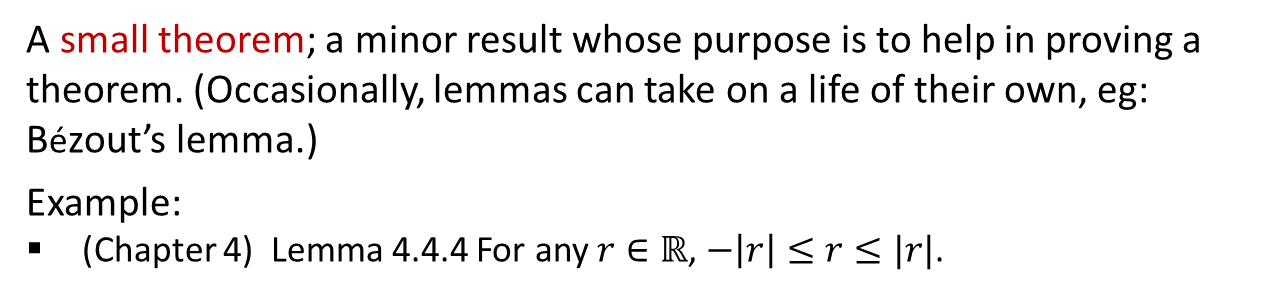 A small theorem; a minor result whose purpose is to help in proving a
theorem. (Occasionally, lemmas can take on a life of their own, eg:
Bézout’s lemma.)
Example:
▪ (Chapter 4) Lemma 4.4.4 For any 𝑟 ∈ ℝ, −|𝑟| ≤ 𝑟 ≤ |𝑟|.